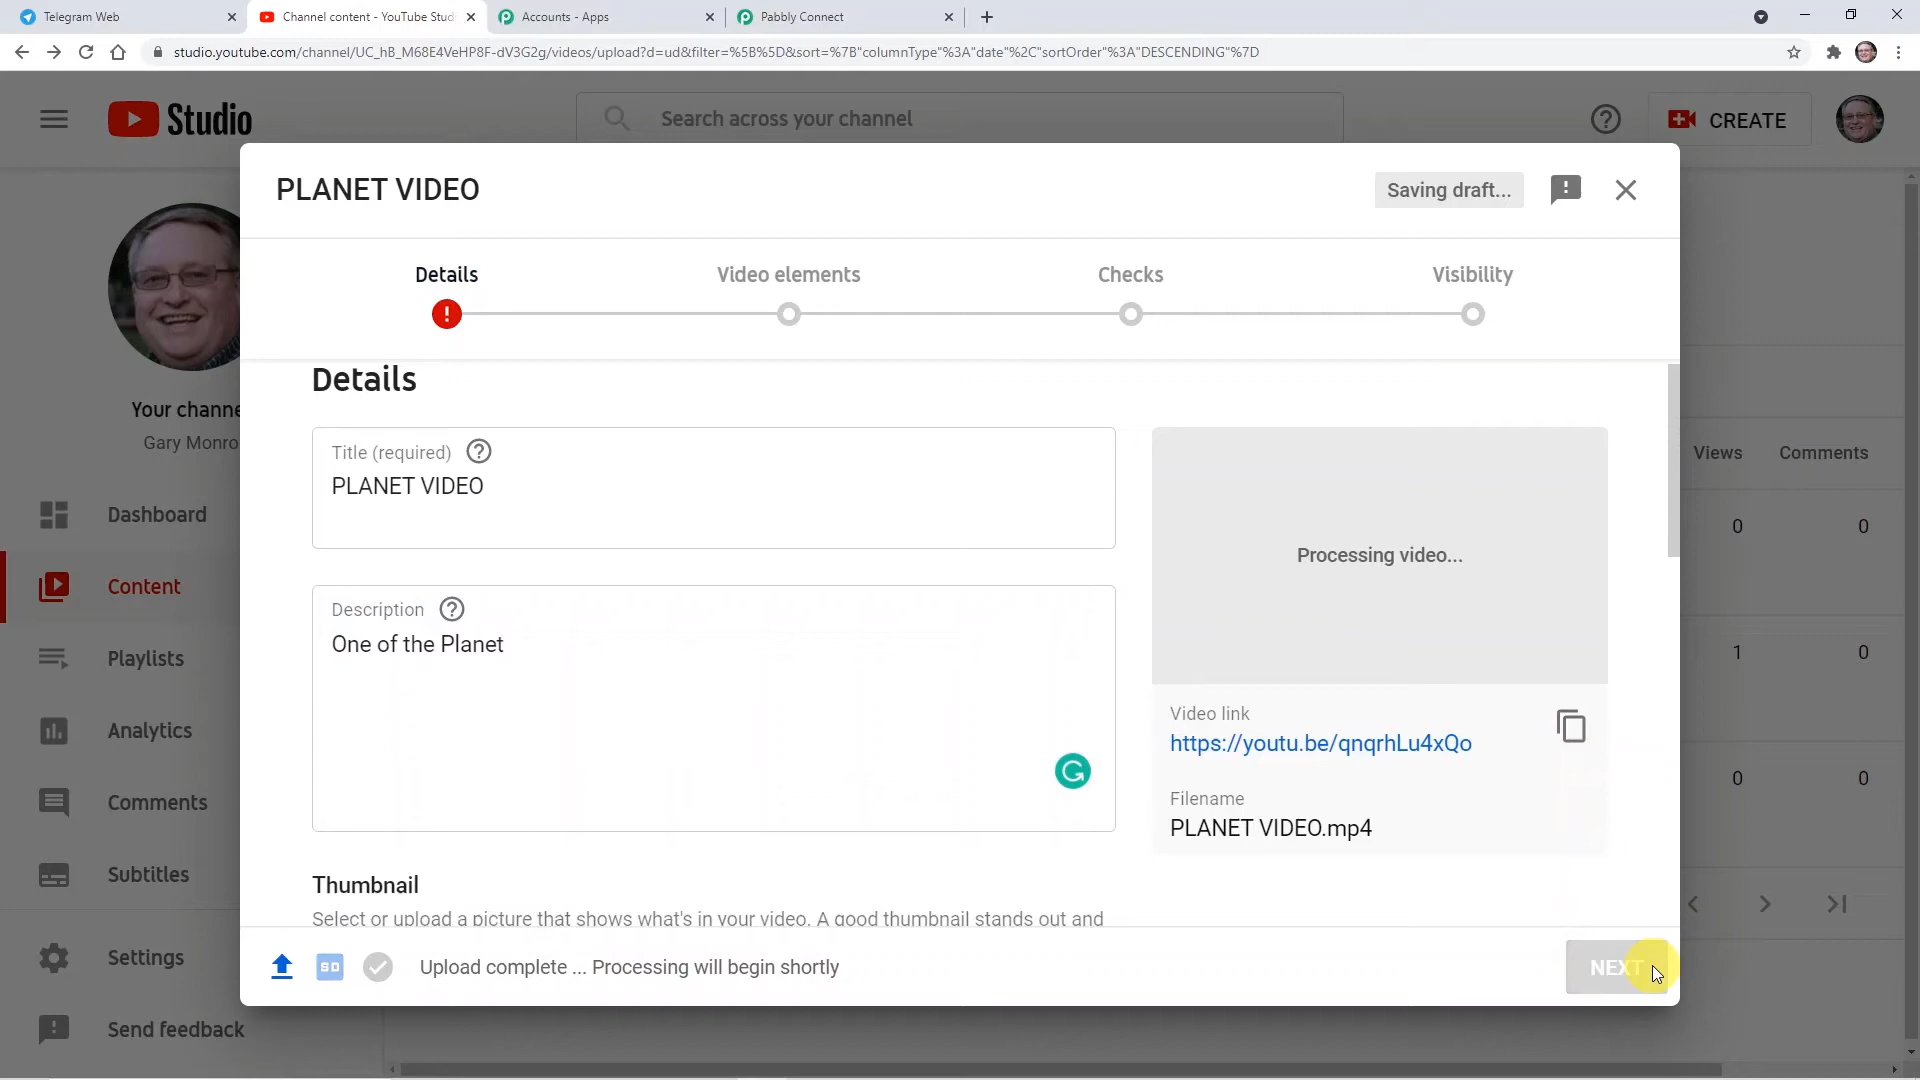 Telegram Web
Channel content - YouTube Stud
Accounts - Apps
Pabbly Connect
studio.youtube.com/channel/UC_hB_M68E4VeHP8F-dV3G2g/videos/upload?d=ud&filter=%5B%5D&sort=%7B"columnType"%3A"date"%2C"sortOrder"%3A"DESCENDING"%7D
Studio
Search across your channel
CREATE
PLANET VIDEO
Saving draft...
Details
Video elements
Checks
Visibility
Your channe
Gary Monro
Dashboard
Content
Playlists
Analytics
Comments
Subtitles
Settings
Send feedback
Details
Title (required)
PLANET VIDEO
Description
One of the Planet
Thumbnail
Select or upload a picture that shows what's in your video. A good thumbnail stands out and
Processing video...
Video link
https://youtu.be/qnqrhLu4xQo
Filename
PLANET VIDEO.mp4
Views Comments
0 0
1 0
0 0
SD
Upload complete ... Processing will begin shortly
NEXT